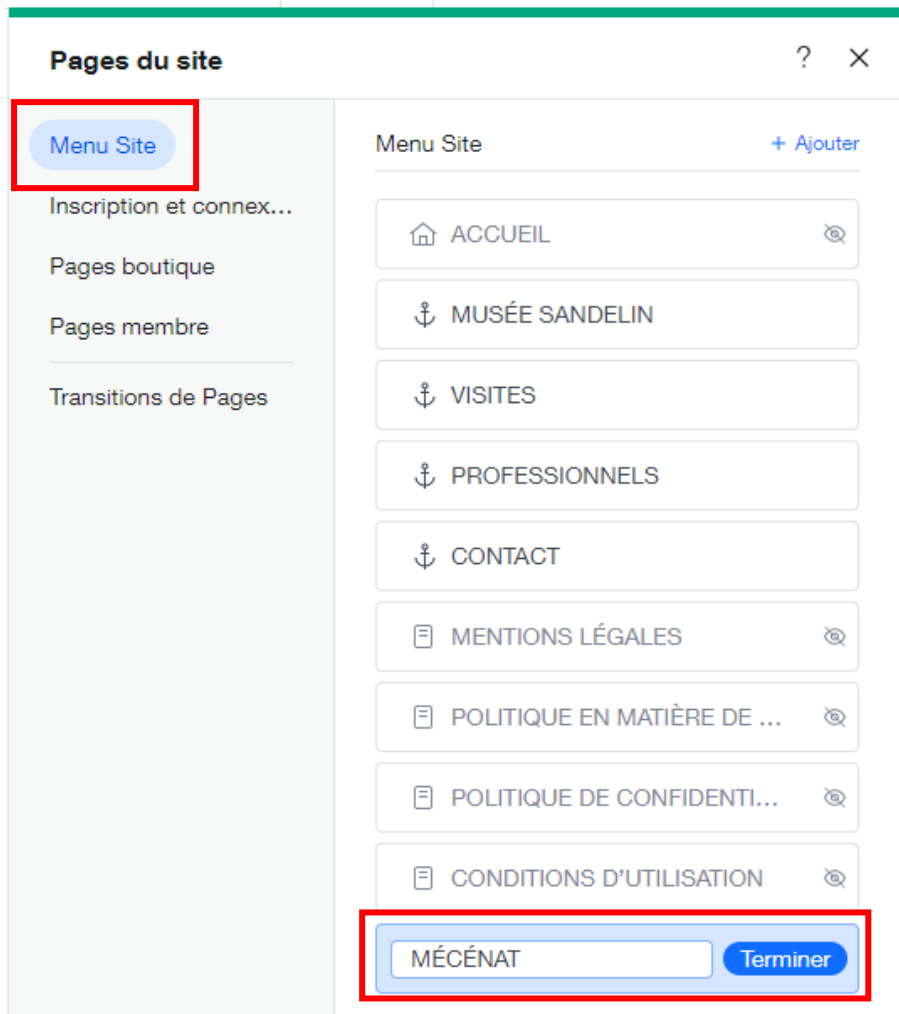 Pages du site ?
Menu Site
Inscription et connex...
Pages boutique
Pages membre
Transitions de Pages
Menu Site + Ajouter
ACCUEIL
MUSÉE SANDELIN
VISITES
PROFESSIONNELS
CONTACT
MENTIONS LÉGALES
POLITIQUE EN MATIÈRE DE ...
POLITIQUE DE CONFIDENTI...
CONDITIONS D'UTILISATION
MÉCÉNAT Terminer